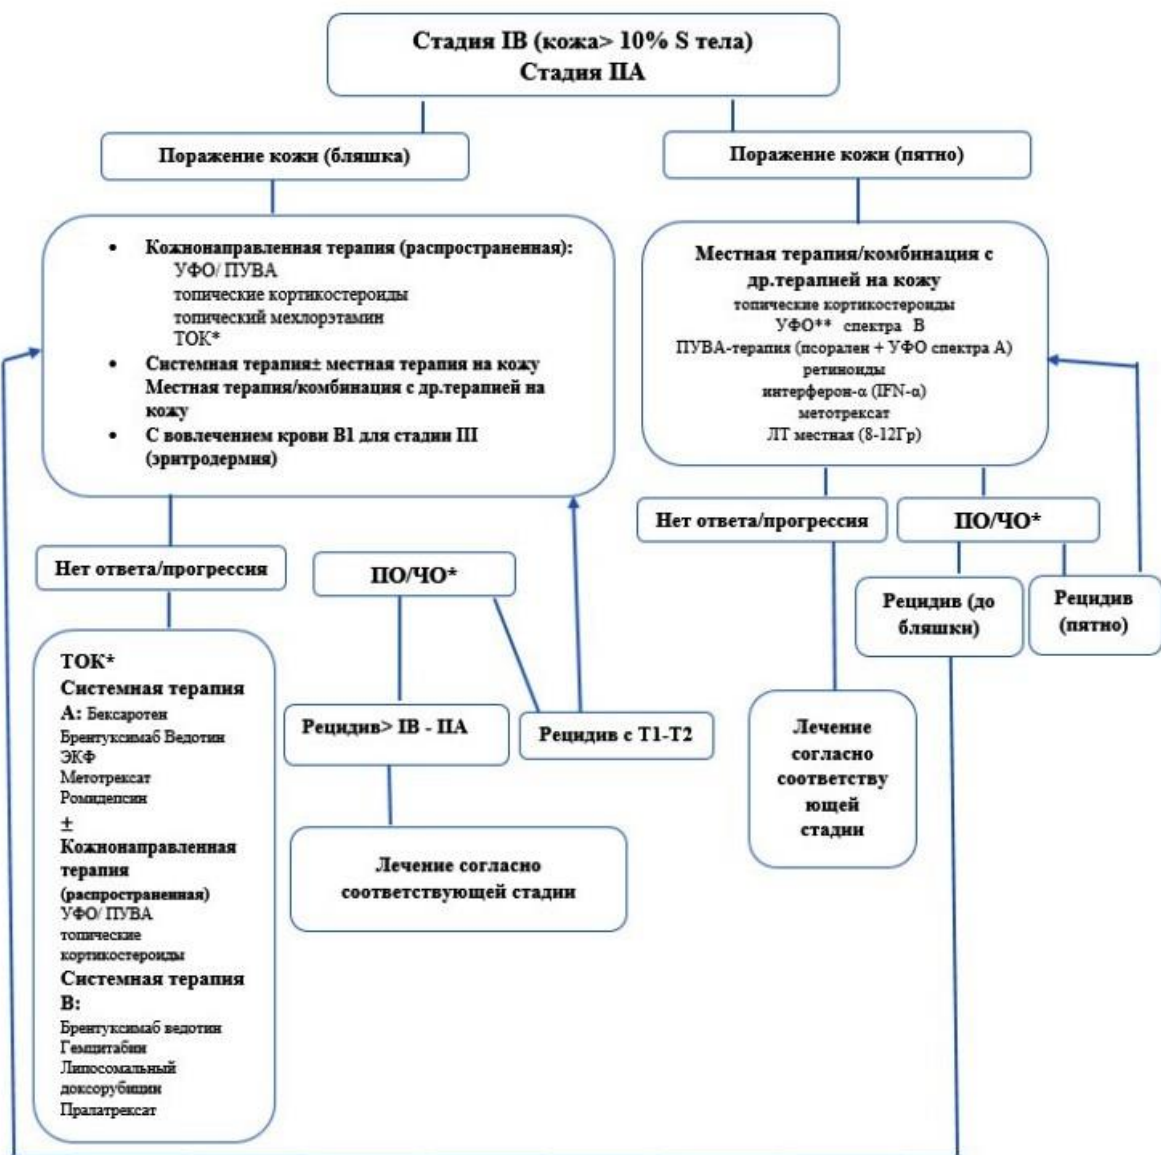 Стадия IB (кожа> 10% S тела)
Стадия IIA
Поражение кожи (бляшка)
Поражение кожи (пятно)
• Кожнонаправленная терапия (распространенная):
УФО/ ПУВА
топические кортикостероиды
топический мехлорэтамин
ТОК*
• Системная терапия± местная терапия на кожу
Местная терапия/комбинация с др.терапией на
кожу
• С вовлечением крови B1 для стадии III
(эритродермия)
Местная терапия/комбинация с
др.терапией на кожу
топические кортикостероиды
УФО** спектра В
ПУВА-терапия (псорален + УФО спектра А)
ретиноиды
интерферон-α (IFN-α)
метотрексат
ЛТ местная (8-12Гр)
Нет ответа/прогрессия
ПО/ЧО*
Нет ответа/прогрессия
ПО/ЧО*
Рецидив (до
бляшки)
Рецидив
(пятно)
ТОК*
Системная терапия
А: Бексаротен
Брентуксимаб Ведотин
ЭКФ
Метотрексат
Ромидепсин
±
Кожнонаправленная
терапия
(распространенная)
УФО/ ПУВА
топические
кортикостероиды
Системная терапия
В:
Брентуксимаб ведотин
Гемцитабин
Липосомальный
доксорубицин
Пралатрексат
Рецидив> IB - IIA
Рецидив с T1-T2
Лечение согласно
соответствующей стадии
Лечение
согласно
соответству
ющей
стадии